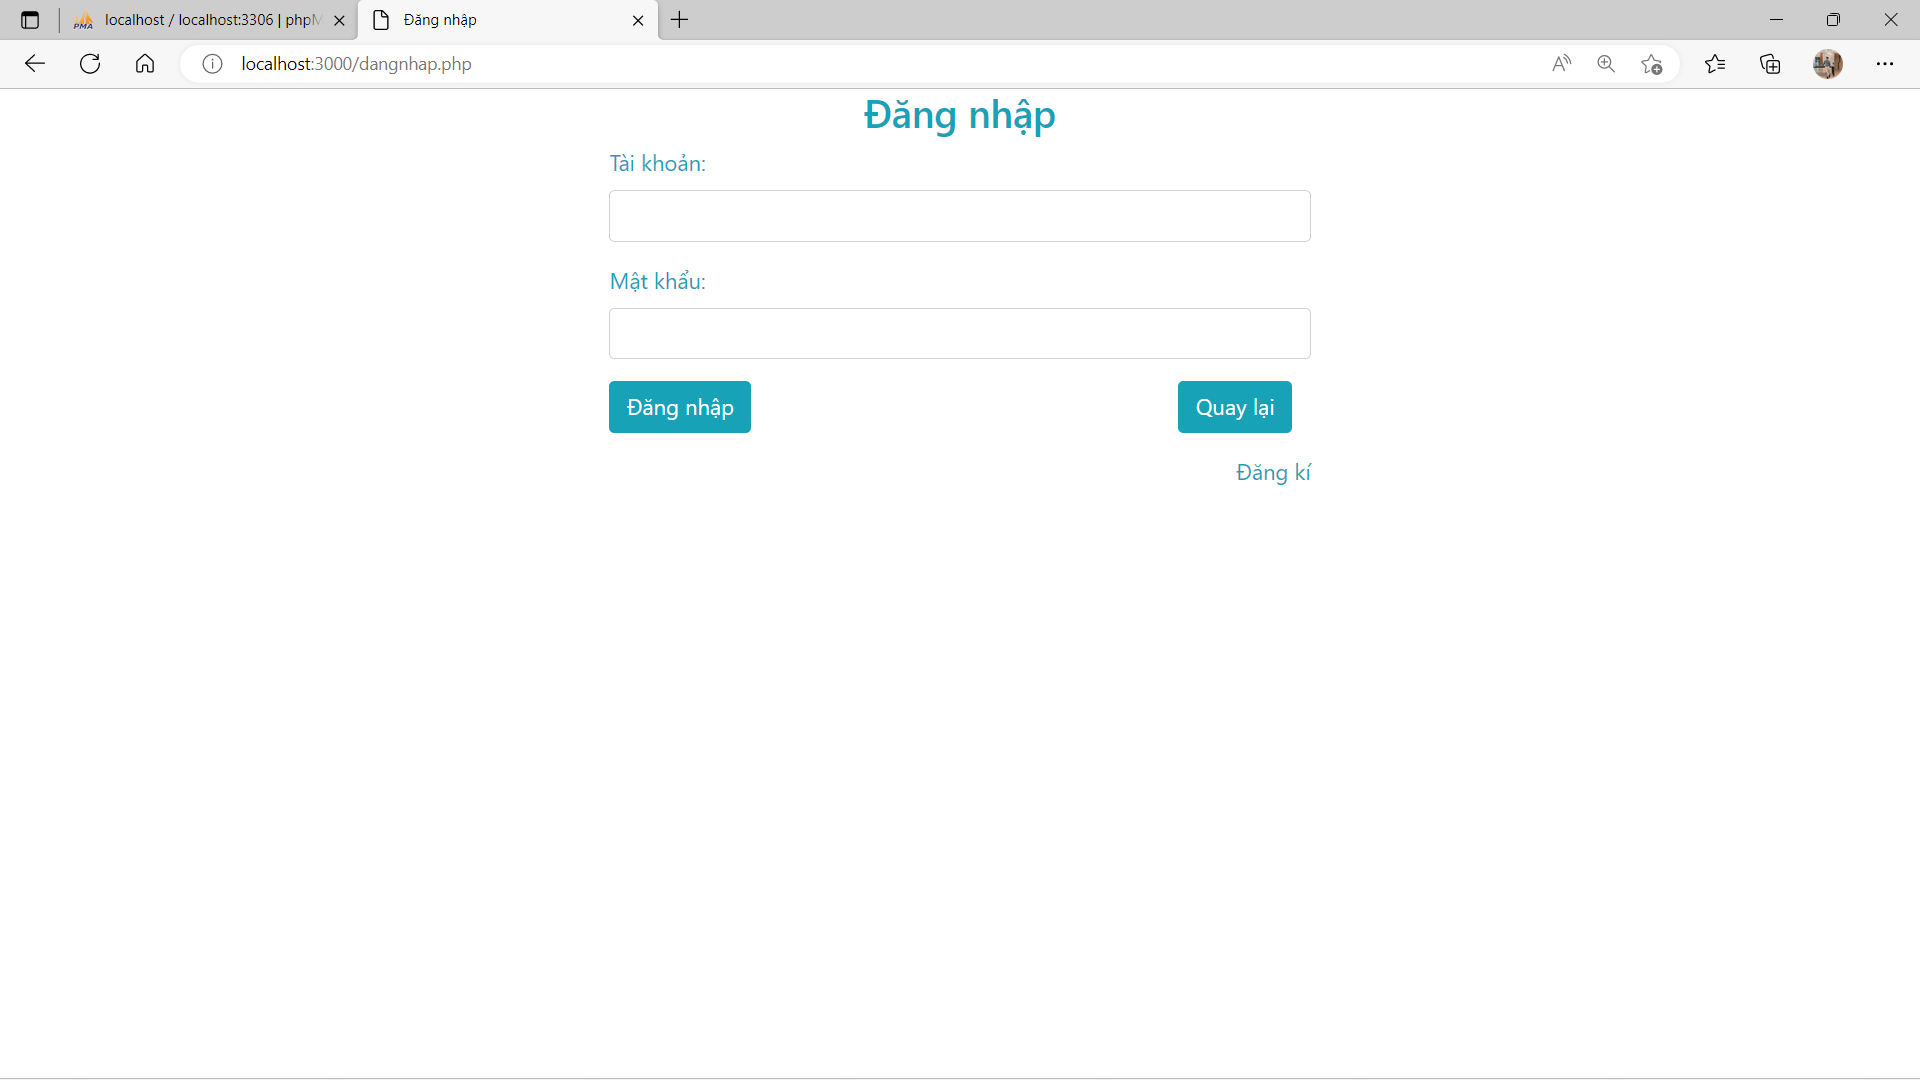 PMA localhost / localhost:3306 | phpM
Đăng nhập
localhost:3000/dangnhap.php
Đăng nhập
Tài khoản:
Mật khẩu:
Đăng nhập
Quay lại
Đăng kí